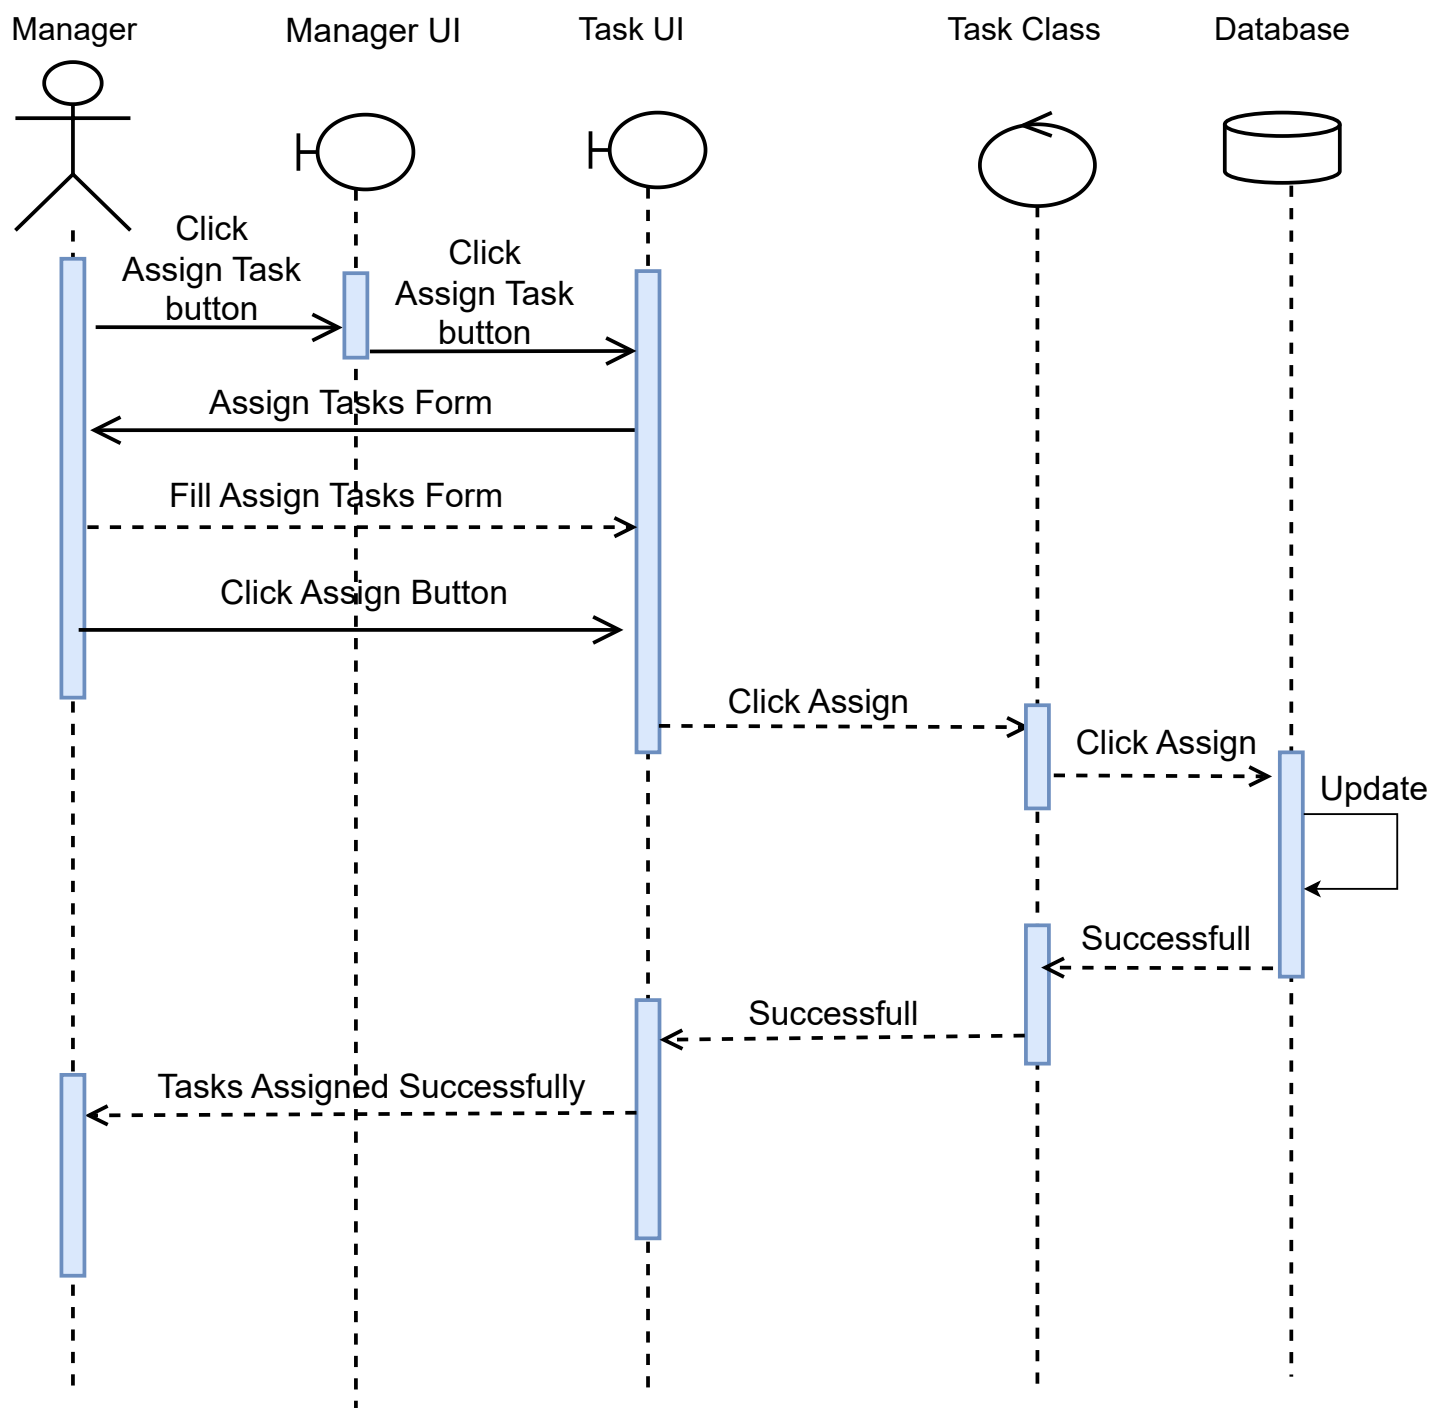 Manager
Manager UI
Task UI
Task Class
Database
Click
Assign Task
button
Click
Assign Task
button
Assign Tasks Form
Fill Assign Tasks Form
Click Assign Button
Click Assign
Click Assign
Update
Successfull
Successfull
Tasks Assigned Successfully